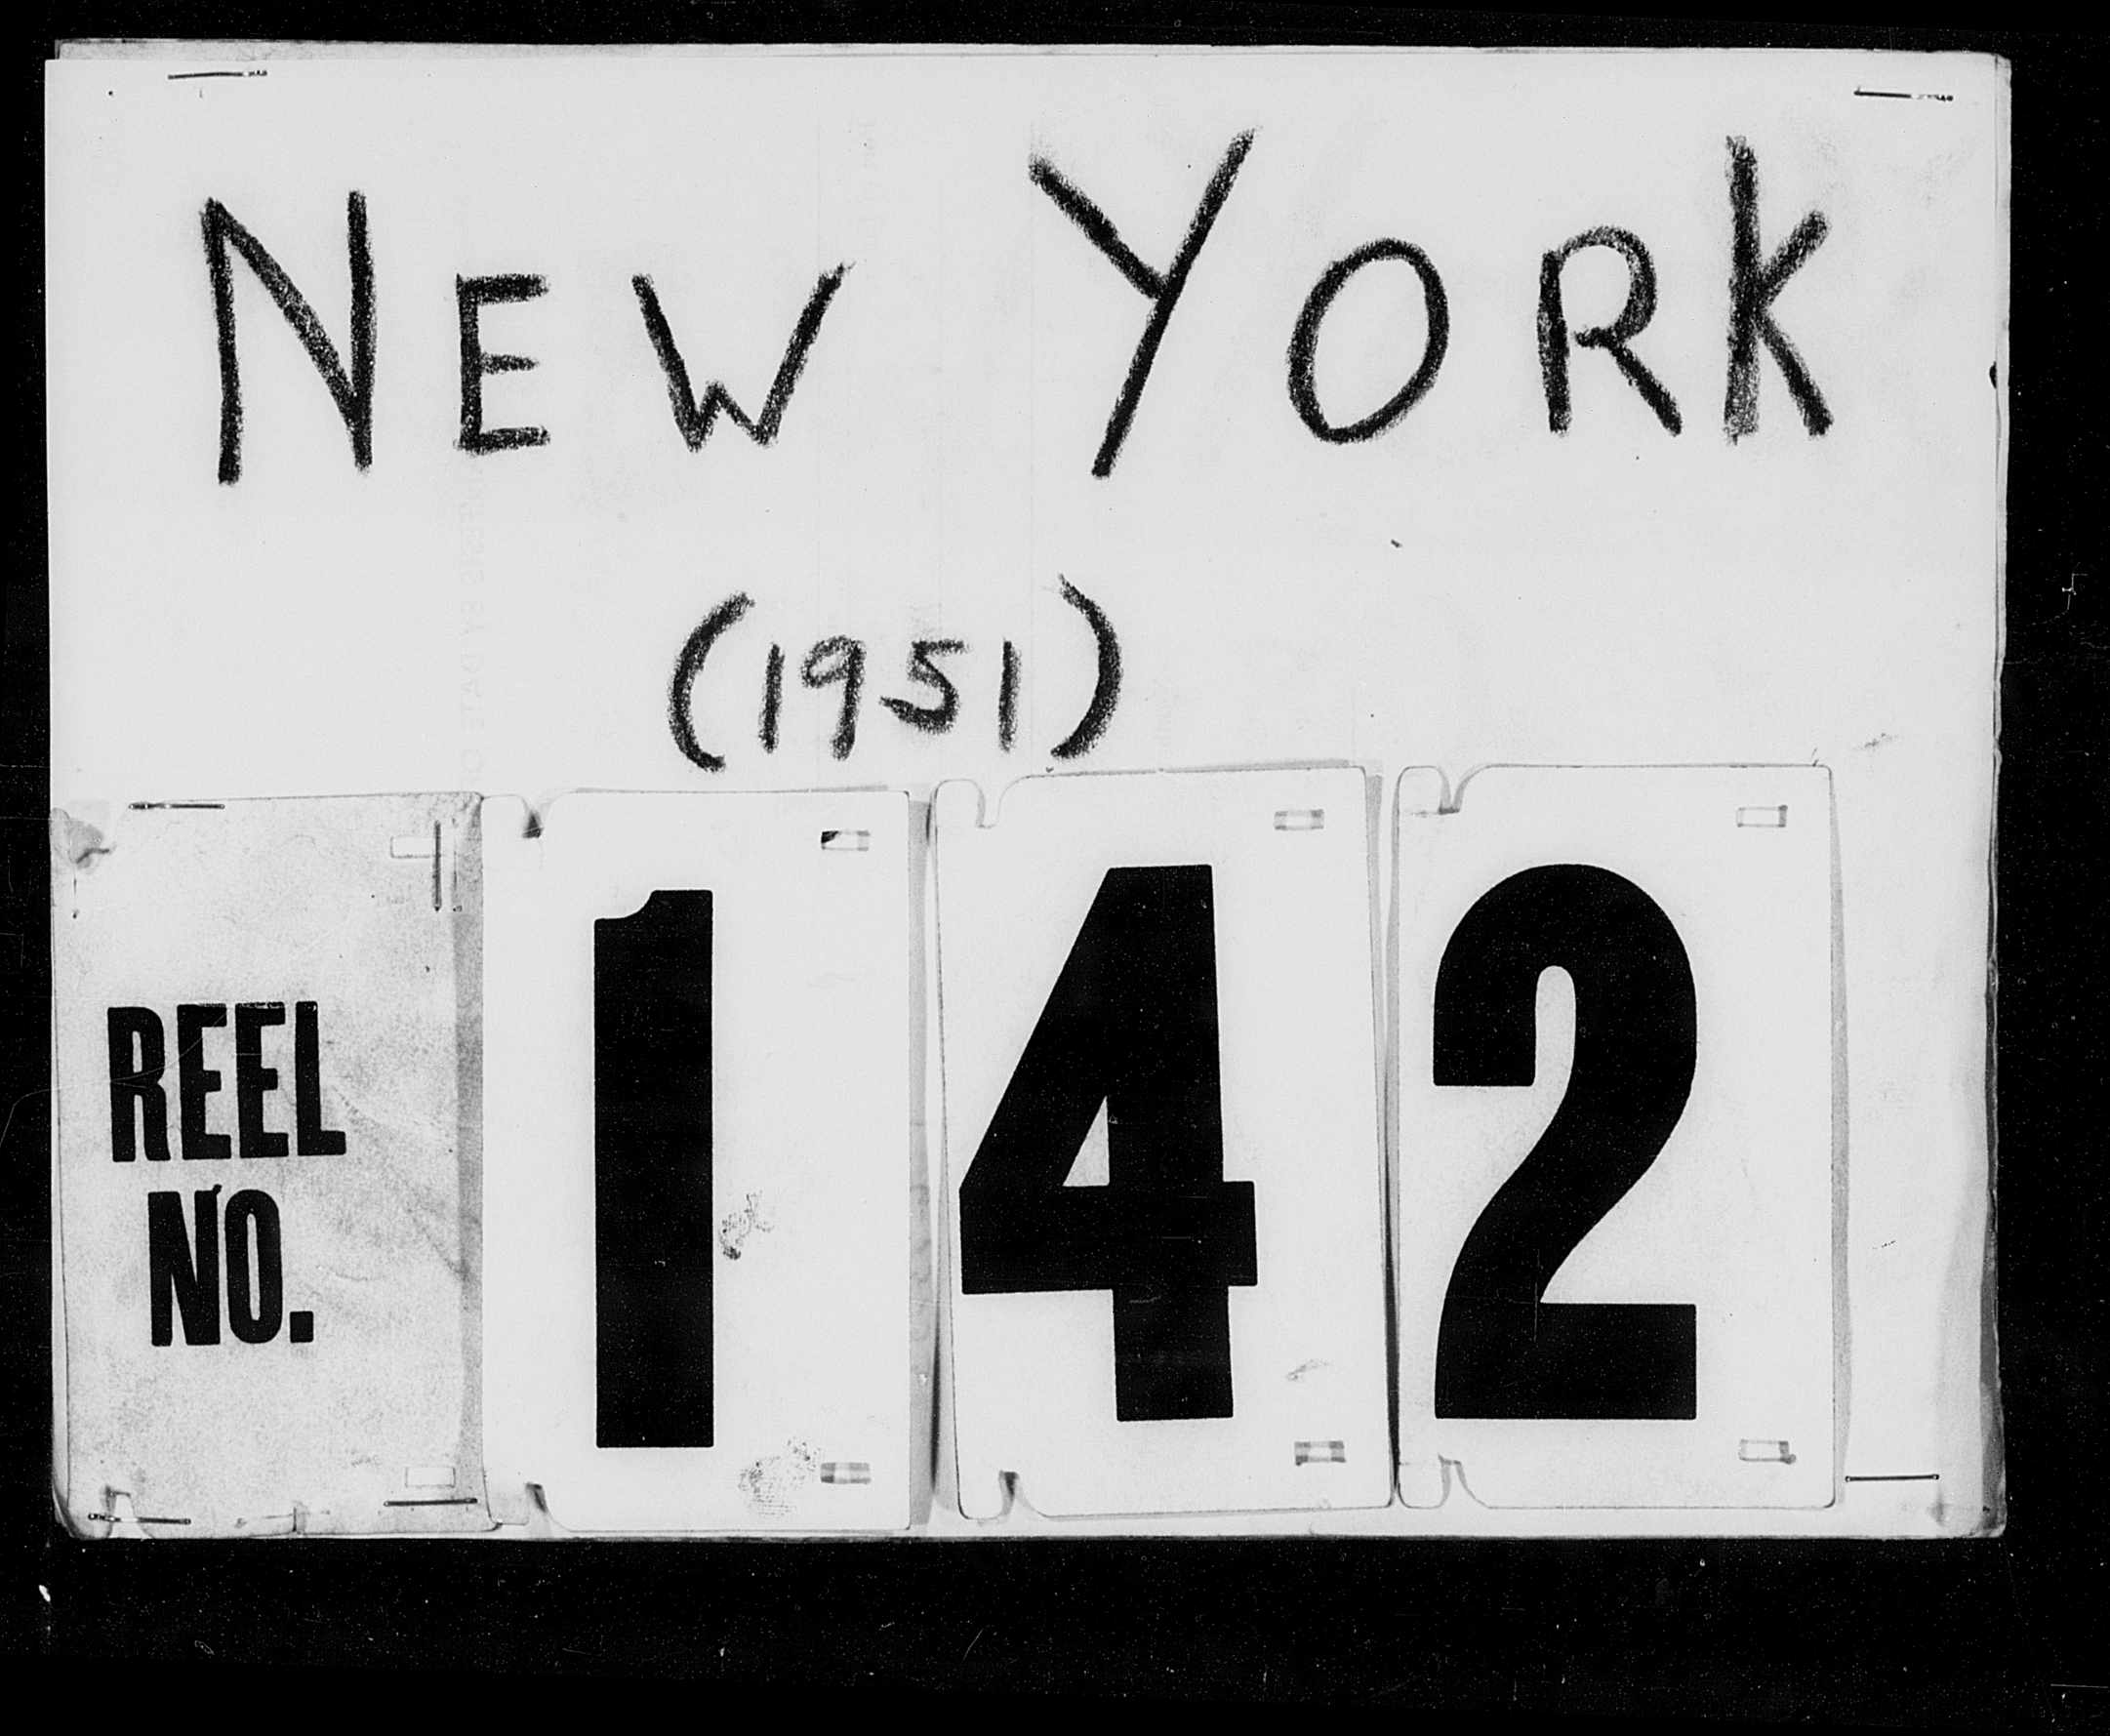 NEW YORK
(1951)
REEL
NO.
142